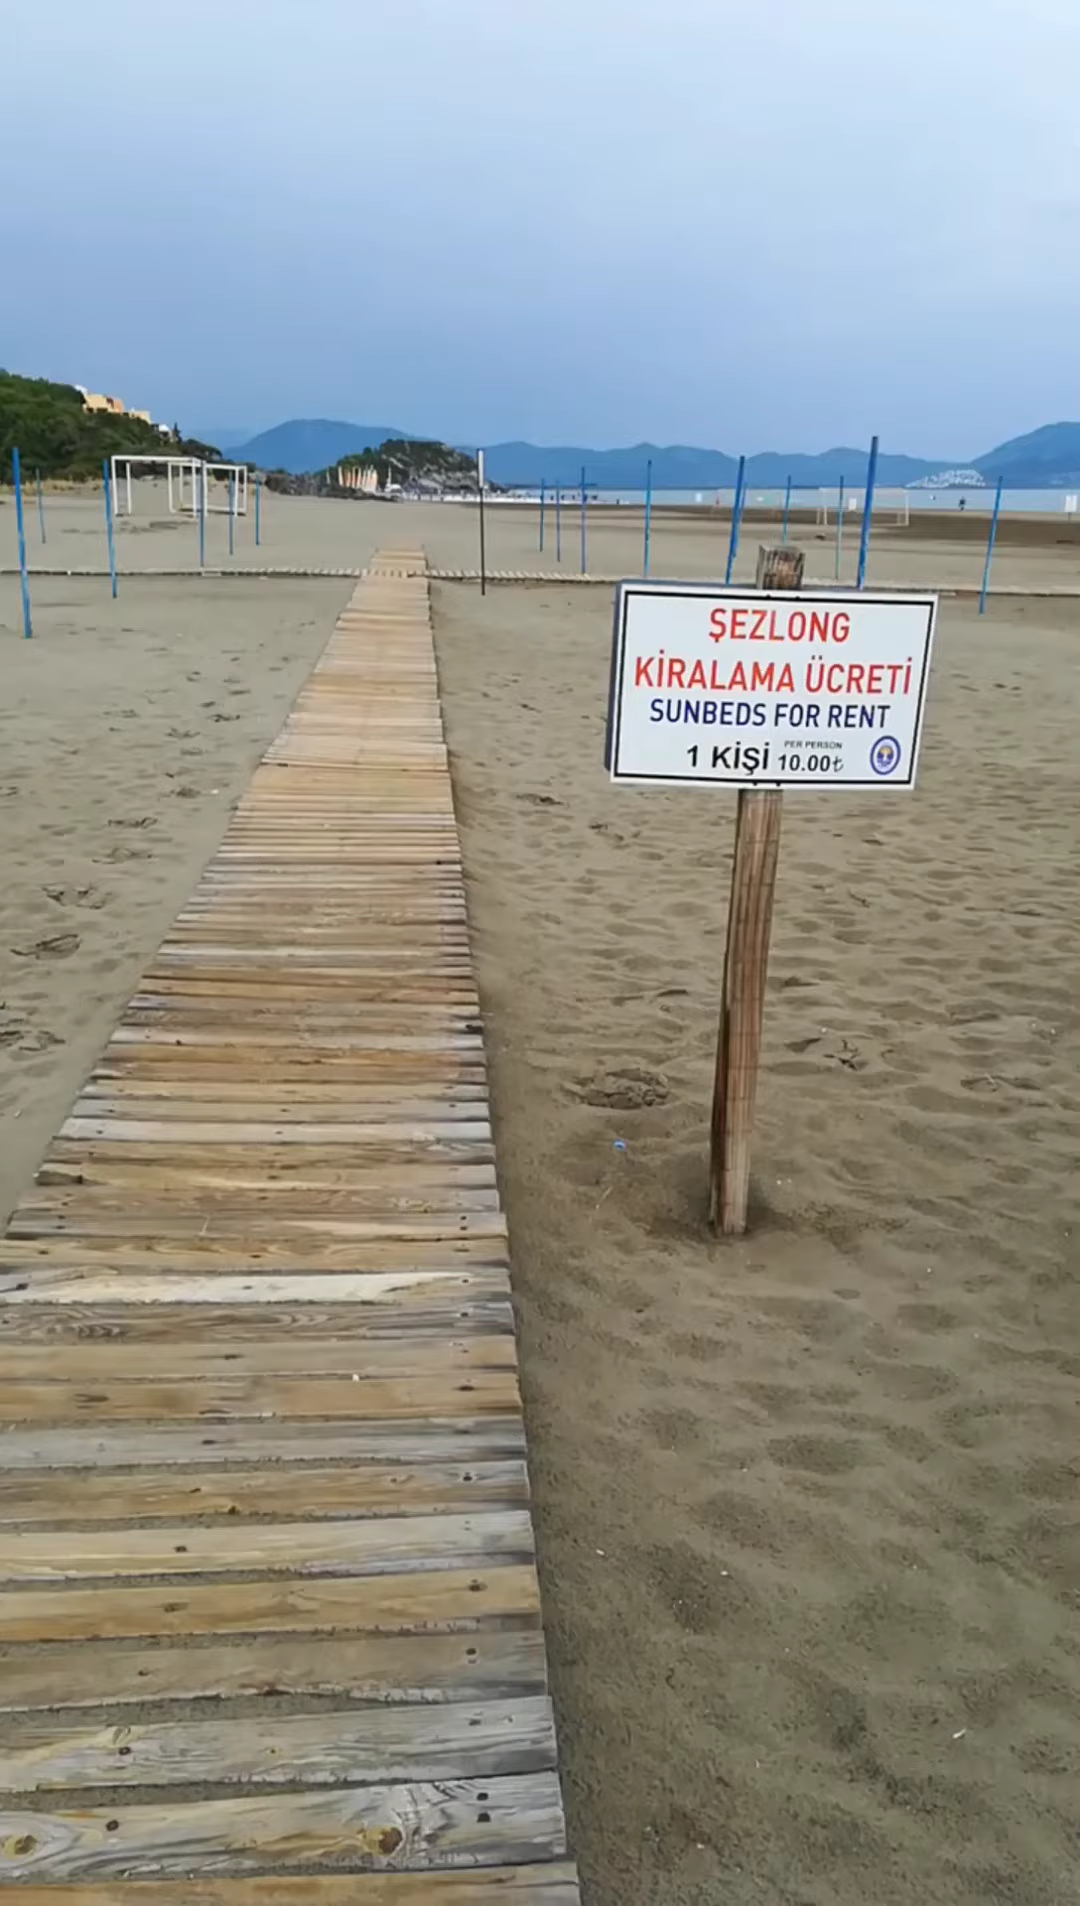 ŞEZLONG
KİRALAMA ÜCRETİ
SUNBEDS FOR RENT
1 KİŞİ PER PERSON 10.00₺